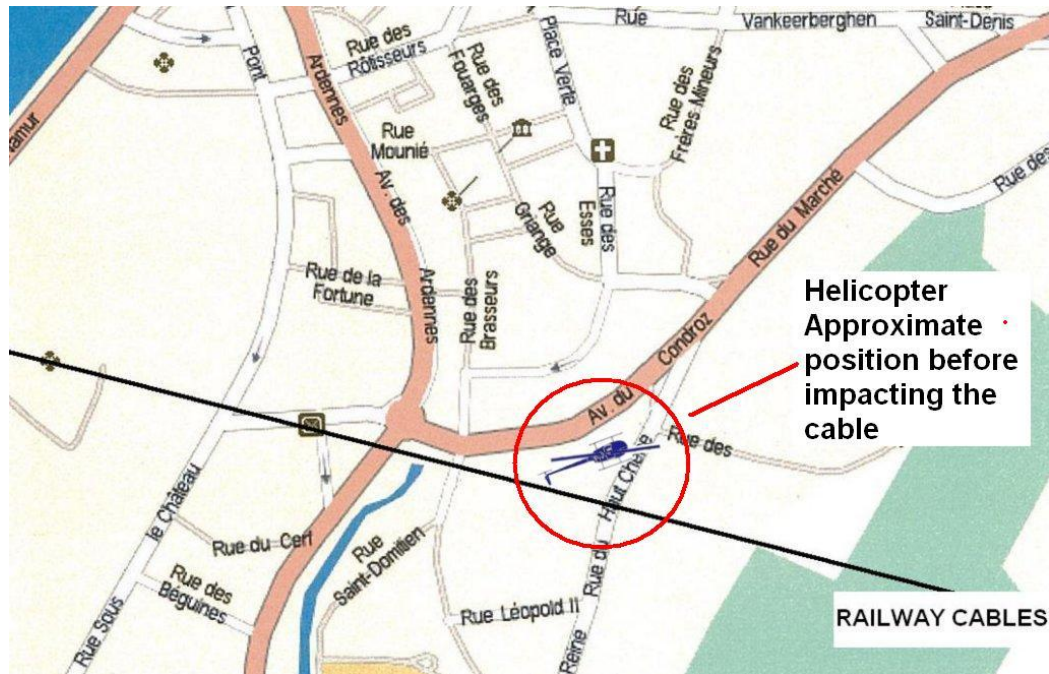 Rue
Vankeerberghen
Place
Saint-Denis
Pont
Ardennes
Rue des
Rôtisseurs
Rue des
Fouarges
Place Verte
Rue des
Frères-Mineurs
amur
Rue
Mounié
Av. des
Ardennes
Rue
Griange
Rue des
Esses
Rue du Marché
Rue des
Rue de la
Fortune
Rue des
Brasseurs
Helicopter
Approximate
position before
impacting the
cable
Av. du
Condroz
Rue des
le Château
Rue du Cerf
Rue
Saint-Domitien
Rue des
Béguines
Rue Léopold II
Rue Sous
Reine
Rue du
RAILWAY CABLES